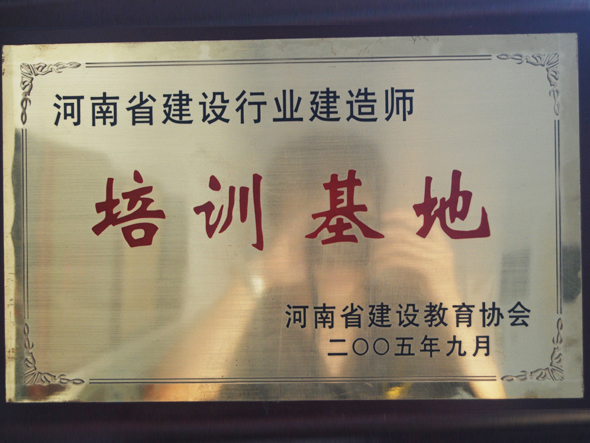 河南省建设行业建造师
培训基地
河南省建设教育协会
二〇〇五年九月